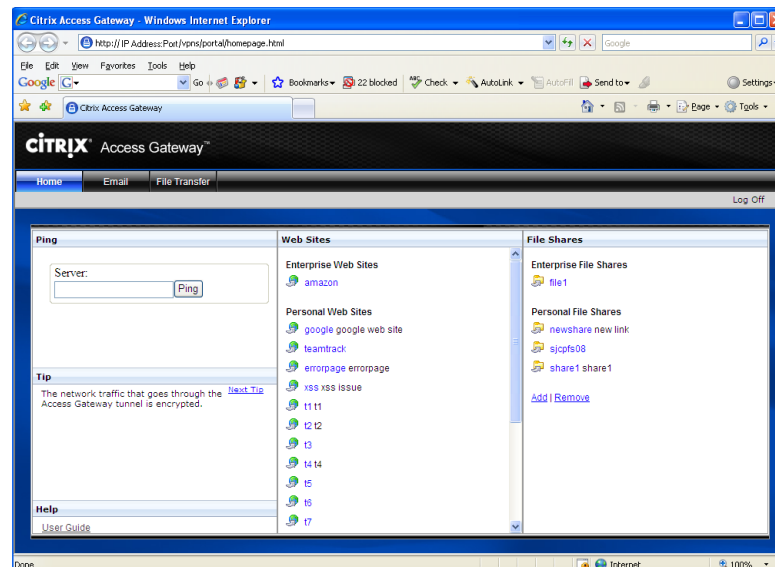 Citrix Access Gateway - Windows Internet Explorer
http://IP Address:Port/vpns/portal/homepage.html
Google
File Edit View Favorites Tools Help
Google G Go Bookmarks 22 blocked ABC Check AutoLink AutoFill Send to Settings
Citrix Access Gateway Page Tools
CİTRIX Access Gateway™
Home Email File Transfer
Log Off
Ping
Server:
Ping
Tip
The network traffic that goes through the Access Gateway tunnel is encrypted.
Next Tip
Help
User Guide
Web Sites
Enterprise Web Sites
amazon
Personal Web Sites
google google web site
teamtrack
errorpage errorpage
xss xss issue
t1 t1
t2 t2
t3
t4 t4
t5
t6
t7
File Shares
Enterprise File Shares
file1
Personal File Shares
newshare new link
sjcpfs08
share1 share1
Add | Remove
Done Internet 100%